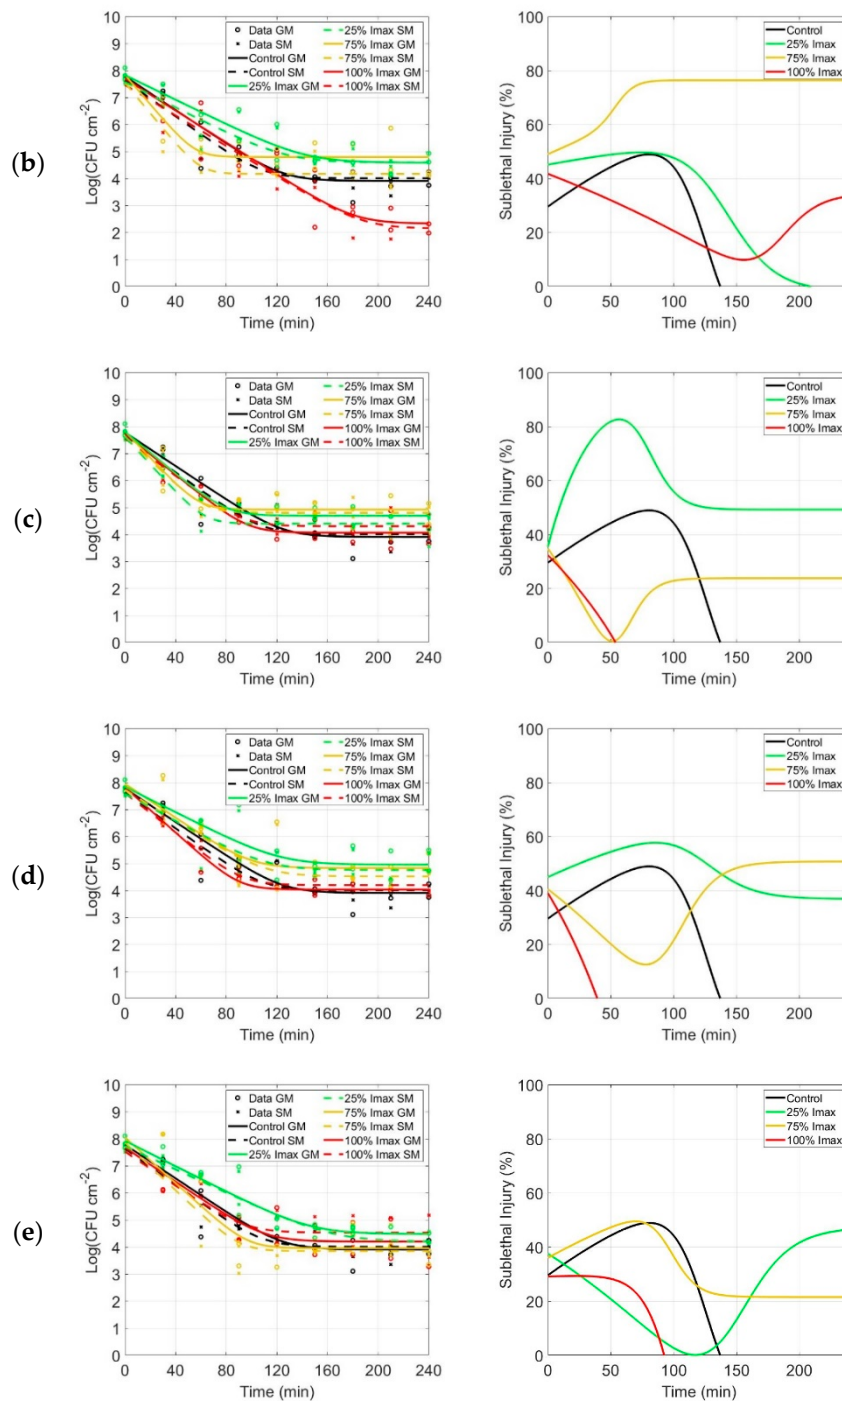 (b)
Log(CFU cm-2)
10
9
8
7
6
5
4
3
2
1
0
Data GM
Data SM
Control GM
Control SM
25% Imax GM
25% Imax SM
75% Imax GM
75% Imax SM
100% Imax GM
100% Imax SM
0 40 80 120 160 200 240
Time (min)
Sublethal Injury (%)
100
80
60
40
20
0
Control
25% Imax
75% Imax
100% Imax
0 50 100 150 200
Time (min)
(c)
Log(CFU cm-2)
10
9
8
7
6
5
4
3
2
1
0
Data GM
Data SM
Control GM
Control SM
25% Imax GM
25% Imax SM
75% Imax GM
75% Imax SM
100% Imax GM
100% Imax SM
0 40 80 120 160 200 240
Time (min)
Sublethal Injury (%)
100
80
60
40
20
0
Control
25% Imax
75% Imax
100% Imax
0 50 100 150 200
Time (min)
(d)
Log(CFU cm-2)
10
9
8
7
6
5
4
3
2
1
0
Data GM
Data SM
Control GM
Control SM
25% Imax GM
25% Imax SM
75% Imax GM
75% Imax SM
100% Imax GM
100% Imax SM
0 40 80 120 160 200 240
Time (min)
Sublethal Injury (%)
100
80
60
40
20
0
Control
25% Imax
75% Imax
100% Imax
0 50 100 150 200
Time (min)
(e)
Log(CFU cm-2)
10
9
8
7
6
5
4
3
2
1
0
Data GM
Data SM
Control GM
Control SM
25% Imax GM
25% Imax SM
75% Imax GM
75% Imax SM
100% Imax GM
100% Imax SM
0 40 80 120 160 200 240
Time (min)
Sublethal Injury (%)
100
80
60
40
20
0
Control
25% Imax
75% Imax
100% Imax
0 50 100 150 200
Time (min)